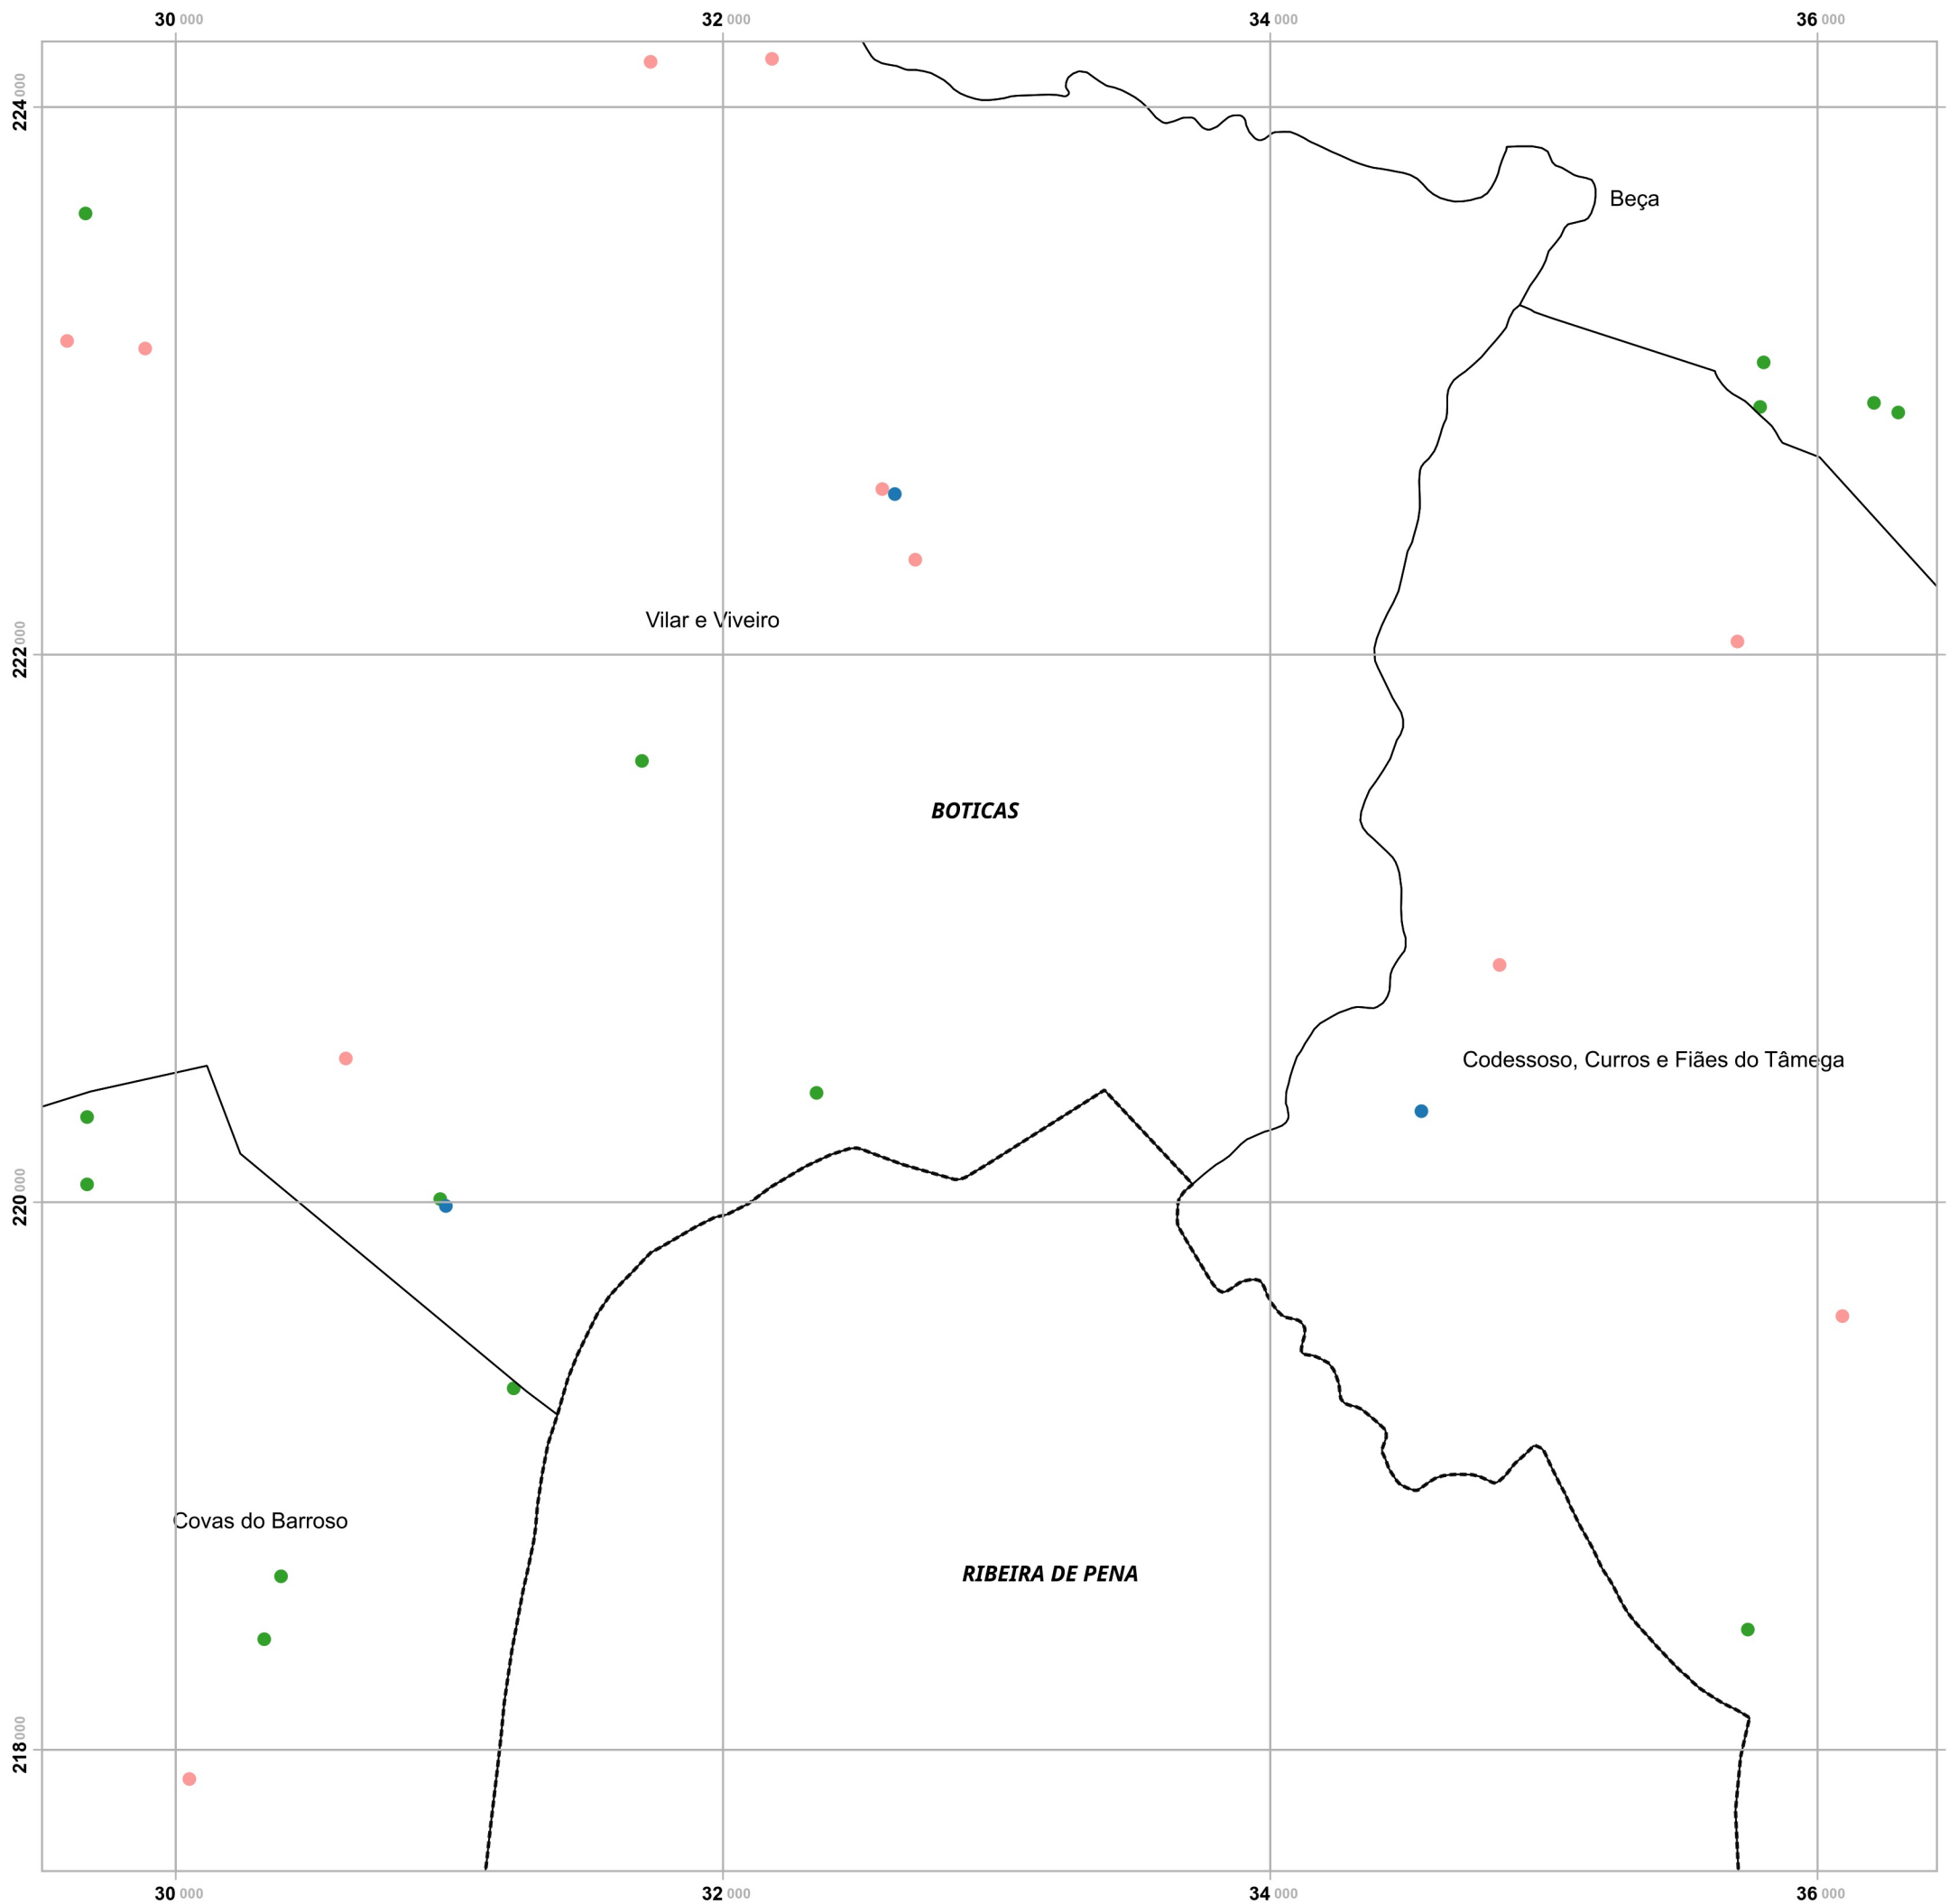 30 000 32 000 34 000 36 000
224 000
Beça
Vilar e Viveiro
222 000
BOTICAS
Codessoso, Curros e Fiães do Tâmega
220 000
Covas do Barroso
RIBEIRA DE PENA
218 000
30 000 32 000 34 000 36 000